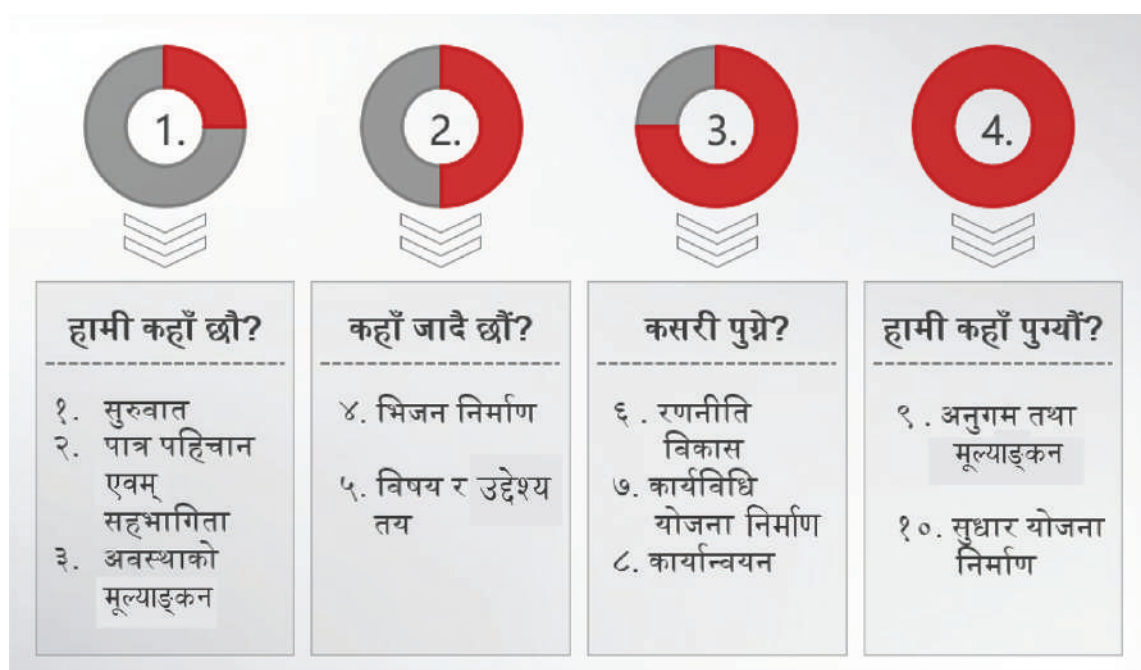 1.
हामी कहाँ छौ?
१. सुरुवात
२. पात्र पहिचान
एवम्
सहभागिता
३. अवस्थाको
मूल्याङ्कन
2.
कहाँ जादै छौं?
४. भिजन निर्माण
५. विषय र उद्देश्य
तय
3.
कसरी पुग्ने?
६. रणनीति
विकास
७. कार्यविधि
योजना निर्माण
८. कार्यान्वयन
4.
हामी कहाँ पुग्यौं?
९. अनुगम तथा
मूल्याङ्कन
१०. सुधार योजना
निर्माण